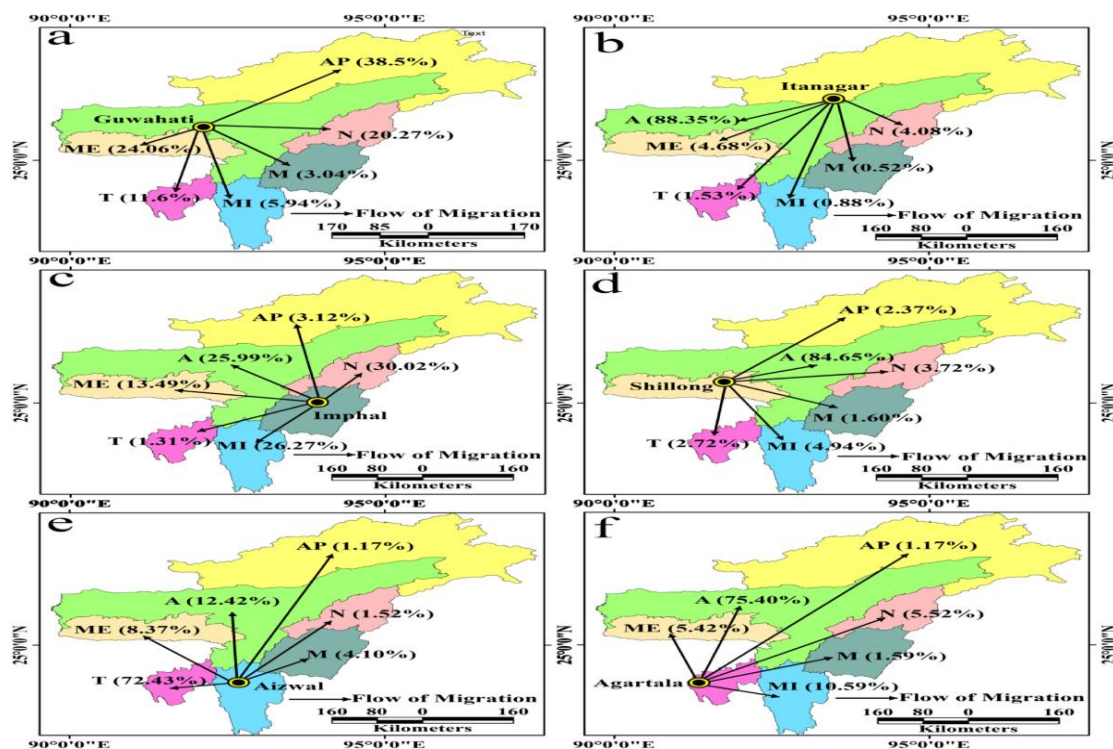 90°0'0"E
95°0'0"E
90°0'0"E
95°0'0"E
a
Text
AP (38.5%)
Guwahati
N (20.27%)
ME (24.06%)
M (3.04%)
T (11.6%)
MI (5.94%)
Flow of Migration
170 85 0 170
Kilometers
25°0'0"N
b
Itanagar
A (88.35%)
N (4.08%)
ME (4.68%)
M (0.52%)
T (1.53%)
MI (0.88%)
Flow of Migration
160 80 0 160
Kilometers
25°0'0"N
90°0'0"E
95°0'0"E
90°0'0"E
95°0'0"E
c
AP (3.12%)
A (25.99%)
N (30.02%)
ME (13.49%)
Imphal
T (1.31%)
MI (26.27%)
Flow of Migration
160 80 0 160
Kilometers
25°0'0"N
d
AP (2.37%)
A (84.65%)
N (3.72%)
Shillong
M (1.60%)
T (2.72%)
MI (4.94%)
Flow of Migration
160 80 0 160
Kilometers
25°0'0"N
90°0'0"E
95°0'0"E
90°0'0"E
95°0'0"E
e
AP (1.17%)
A (12.42%)
N (1.52%)
ME (8.37%)
M (4.10%)
T (72.43%)
Aizwal
Flow of Migration
160 80 0 160
Kilometers
25°0'0"N
f
AP (1.17%)
A (75.40%)
N (5.52%)
ME (5.42%)
M (1.59%)
Agartala
MI (10.59%)
Flow of Migration
160 80 0 160
Kilometers
25°0'0"N
90°0'0"E
95°0'0"E
90°0'0"E
95°0'0"E